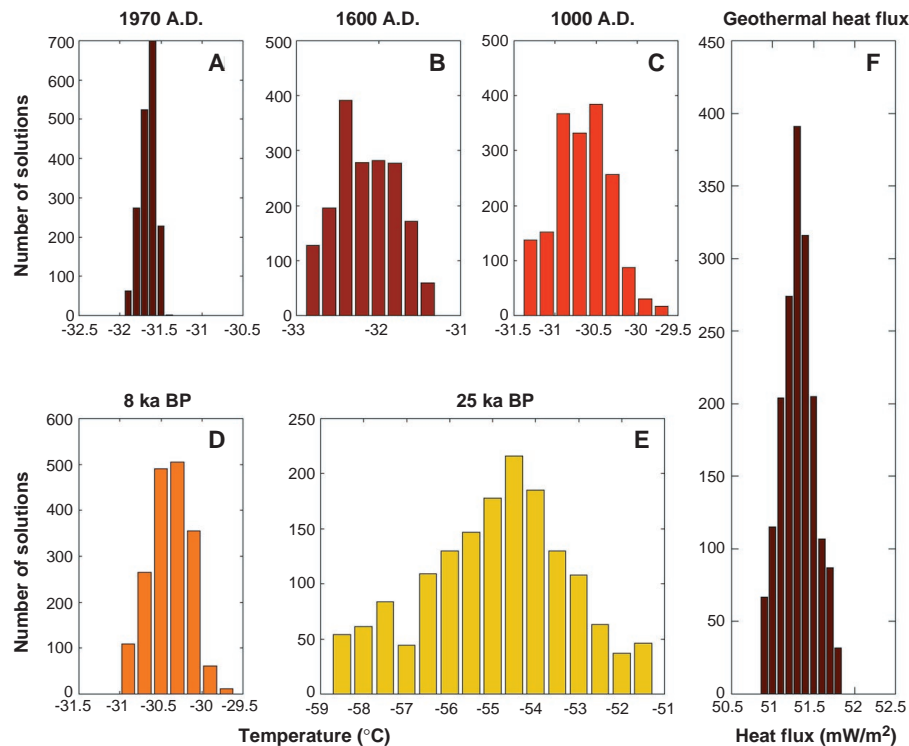 1970 A.D.
1600 A.D.
1000 A.D.
Geothermal heat flux
A
B
C
F
Number of solutions
700
600
500
400
300
200
100
0
-32.5 -32 -31.5 -31 -30.5
500
400
300
200
100
0
-33 -32 -31
500
400
300
200
100
0
-31.5 -31 -30.5 -30 -29.5
450
400
350
300
250
200
150
100
50
0
50.5 51 51.5 52 52.5
Heat flux (mW/m2)
8 ka BP
25 ka BP
D
E
Number of solutions
600
500
400
300
200
100
0
-31.5 -31 -30.5 -30 -29.5
250
200
150
100
50
0
-59 -58 -57 -56 -55 -54 -53 -52 -51
Temperature (°C)